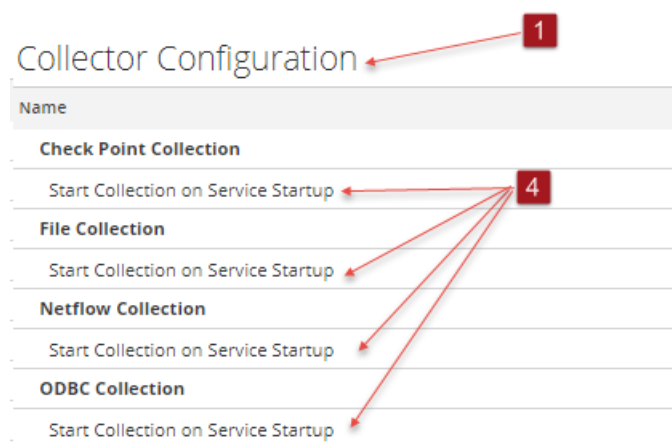 1
Collector Configuration
Name
Check Point Collection
Start Collection on Service Startup
4
File Collection
Start Collection on Service Startup
Netflow Collection
Start Collection on Service Startup
ODBC Collection
Start Collection on Service Startup